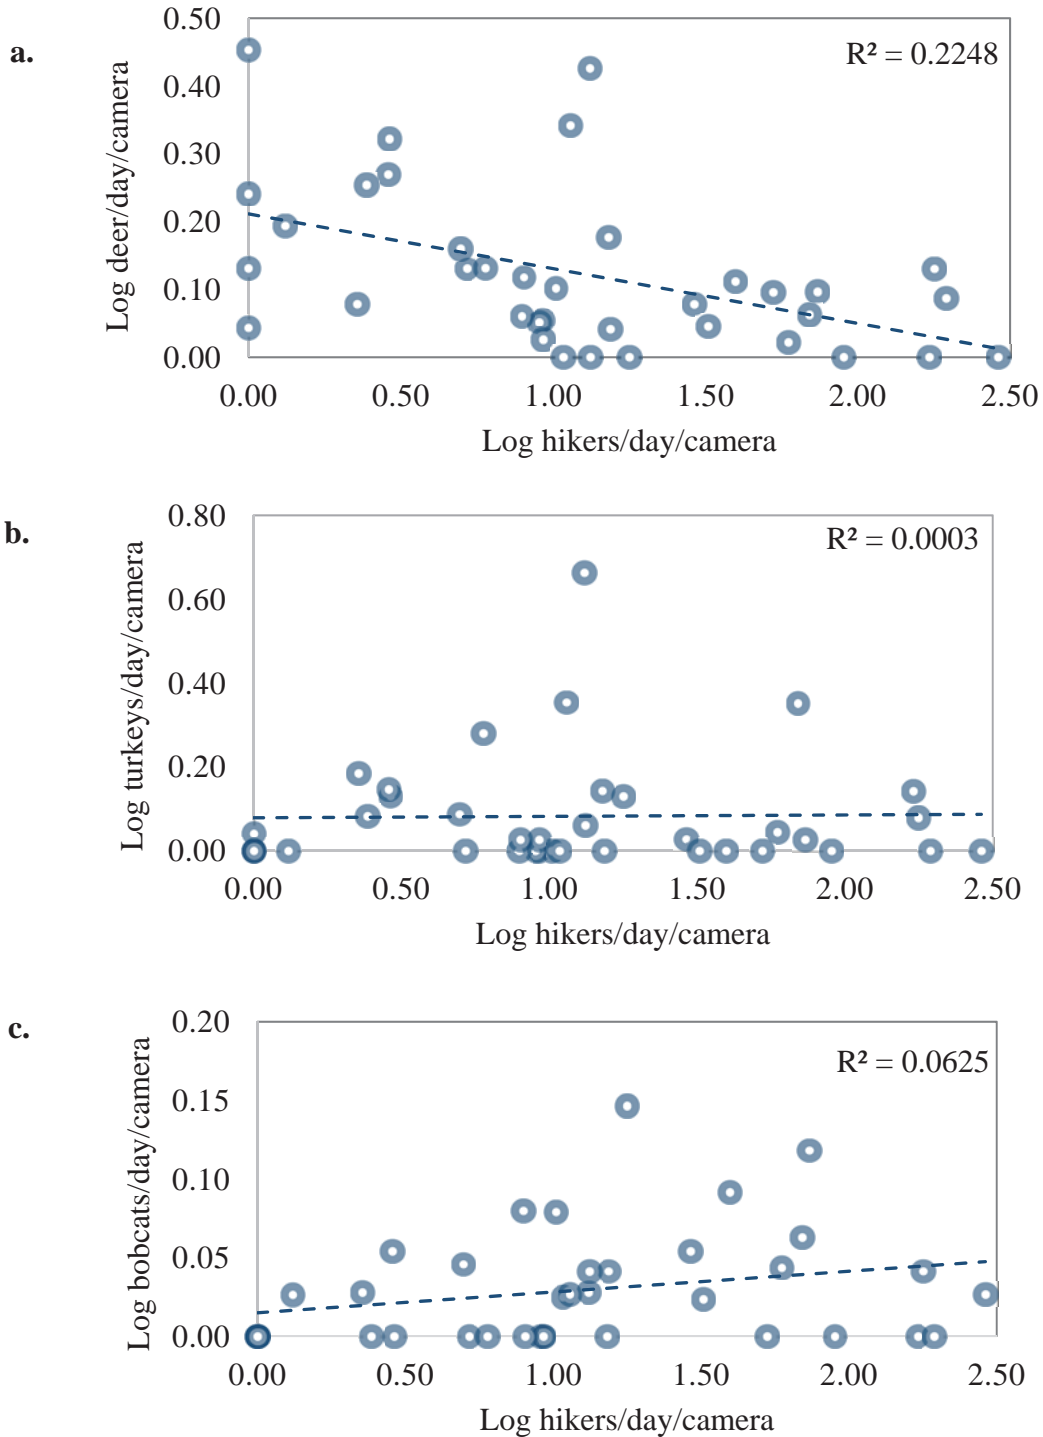 a.
R² = 0.2248
Log deer/day/camera
0.50
0.40
0.30
0.20
0.10
0.00
0.00 0.50 1.00 1.50 2.00 2.50
Log hikers/day/camera
b.
R² = 0.0003
Log turkeys/day/camera
0.80
0.60
0.40
0.20
0.00
0.00 0.50 1.00 1.50 2.00 2.50
Log hikers/day/camera
c.
R² = 0.0625
Log bobcats/day/camera
0.20
0.15
0.10
0.05
0.00
0.00 0.50 1.00 1.50 2.00 2.50
Log hikers/day/camera